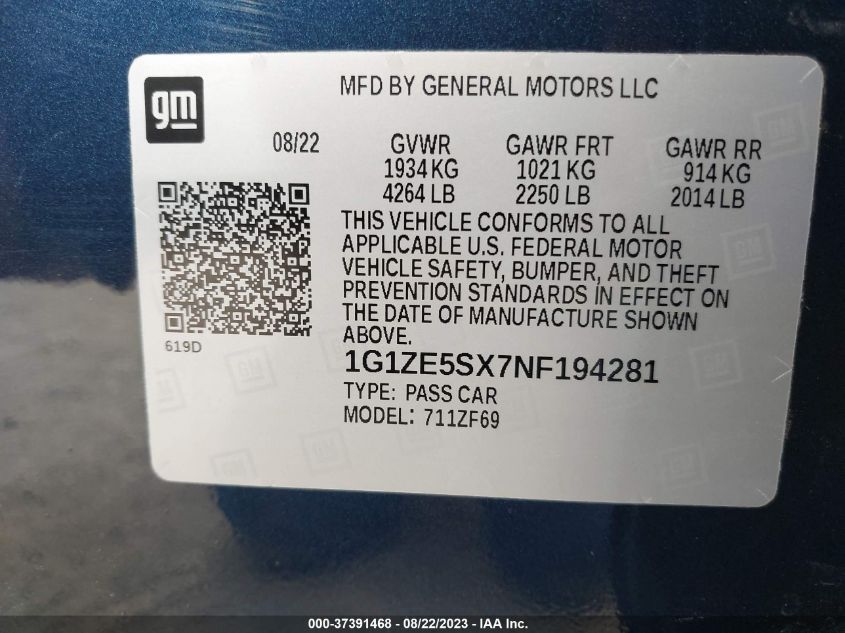 gm
MFD BY GENERAL MOTORS LLC
08/22 GVWR GAWR FRT GAWR RR
1934 KG 1021 KG 914 KG
4264 LB 2250 LB 2014 LB
THIS VEHICLE CONFORMS TO ALL
APPLICABLE U.S. FEDERAL MOTOR
VEHICLE SAFETY, BUMPER, AND THEFT
PREVENTION STANDARDS IN EFFECT ON
THE DATE OF MANUFACTURE SHOWN
ABOVE.
619D
1G1ZE5SX7NF194281
TYPE: PASS CAR
MODEL: 711ZF69
000-37391468 - 08/22/2023 - Copyright © 2023 IAA, Inc.